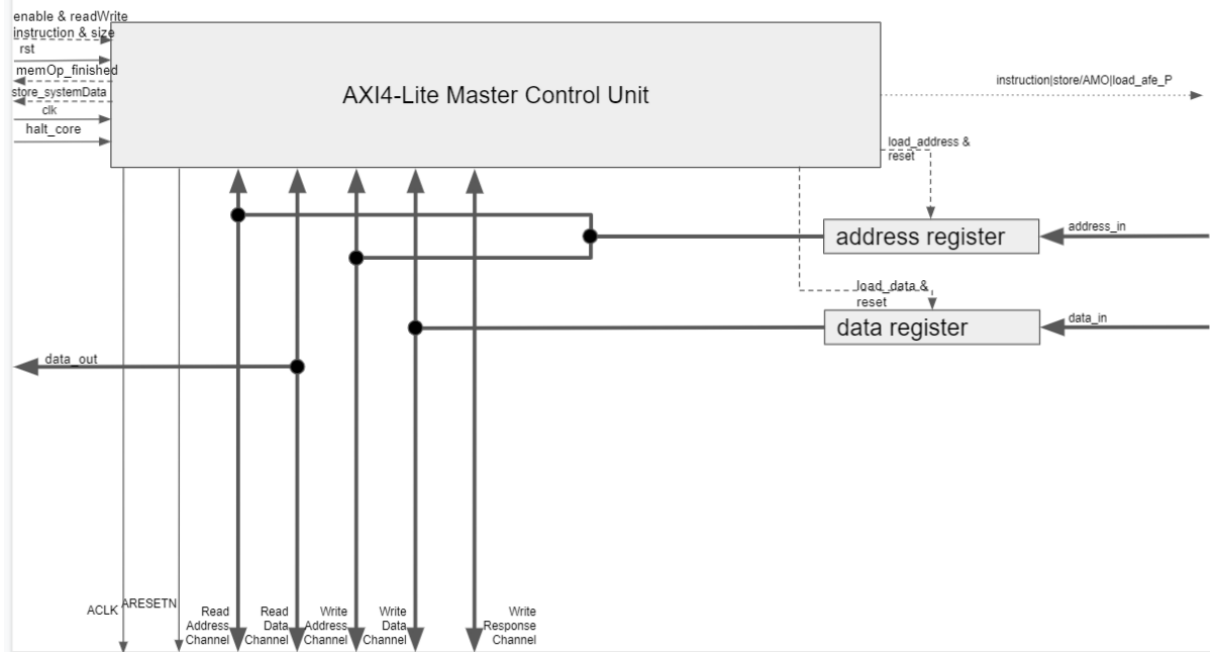 enable & readWrite
instruction & size
rst
memOp_finished
store_systemData
clk
halt_core
AXI4-Lite Master Control Unit
instruction|store/AMO|load_afe_P
load_address &
reset
address register
address_in
load_data &
reset
data register
data_in
data_out
ACLK
ARESETN
Read
Address
Channel
Read
Data
Channel
Write
Address
Channel
Write
Data
Channel
Write
Response
Channel